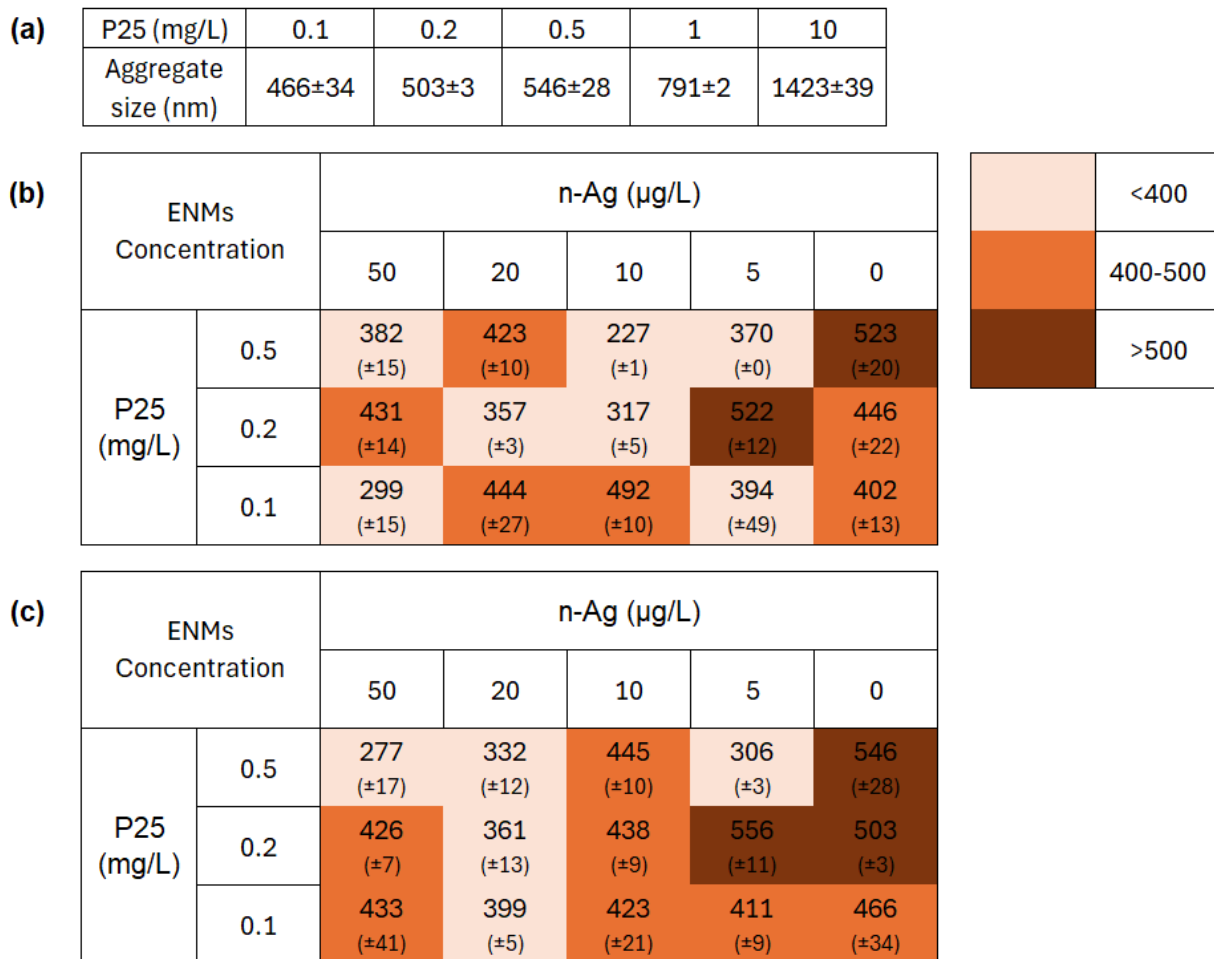 (a)
P25 (mg/L) 0.1 0.2 0.5 1 10
Aggregate size (nm) 466±34 503±3 546±28 791±2 1423±39
(b)
ENMs Concentration
n-Ag (µg/L)
50 20 10 5 0
P25 (mg/L)
0.5 382 (±15) 423 (±10) 227 (±1) 370 (±0) 523 (±20)
0.2 431 (±14) 357 (±3) 317 (±5) 522 (±12) 446 (±22)
0.1 299 (±15) 444 (±27) 492 (±10) 394 (±49) 402 (±13)
<400
400-500
>500
(c)
ENMs Concentration
n-Ag (µg/L)
50 20 10 5 0
P25 (mg/L)
0.5 277 (±17) 332 (±12) 445 (±10) 306 (±3) 546 (±28)
0.2 426 (±7) 361 (±13) 438 (±9) 556 (±11) 503 (±3)
0.1 433 (±41) 399 (±5) 423 (±21) 411 (±9) 466 (±34)